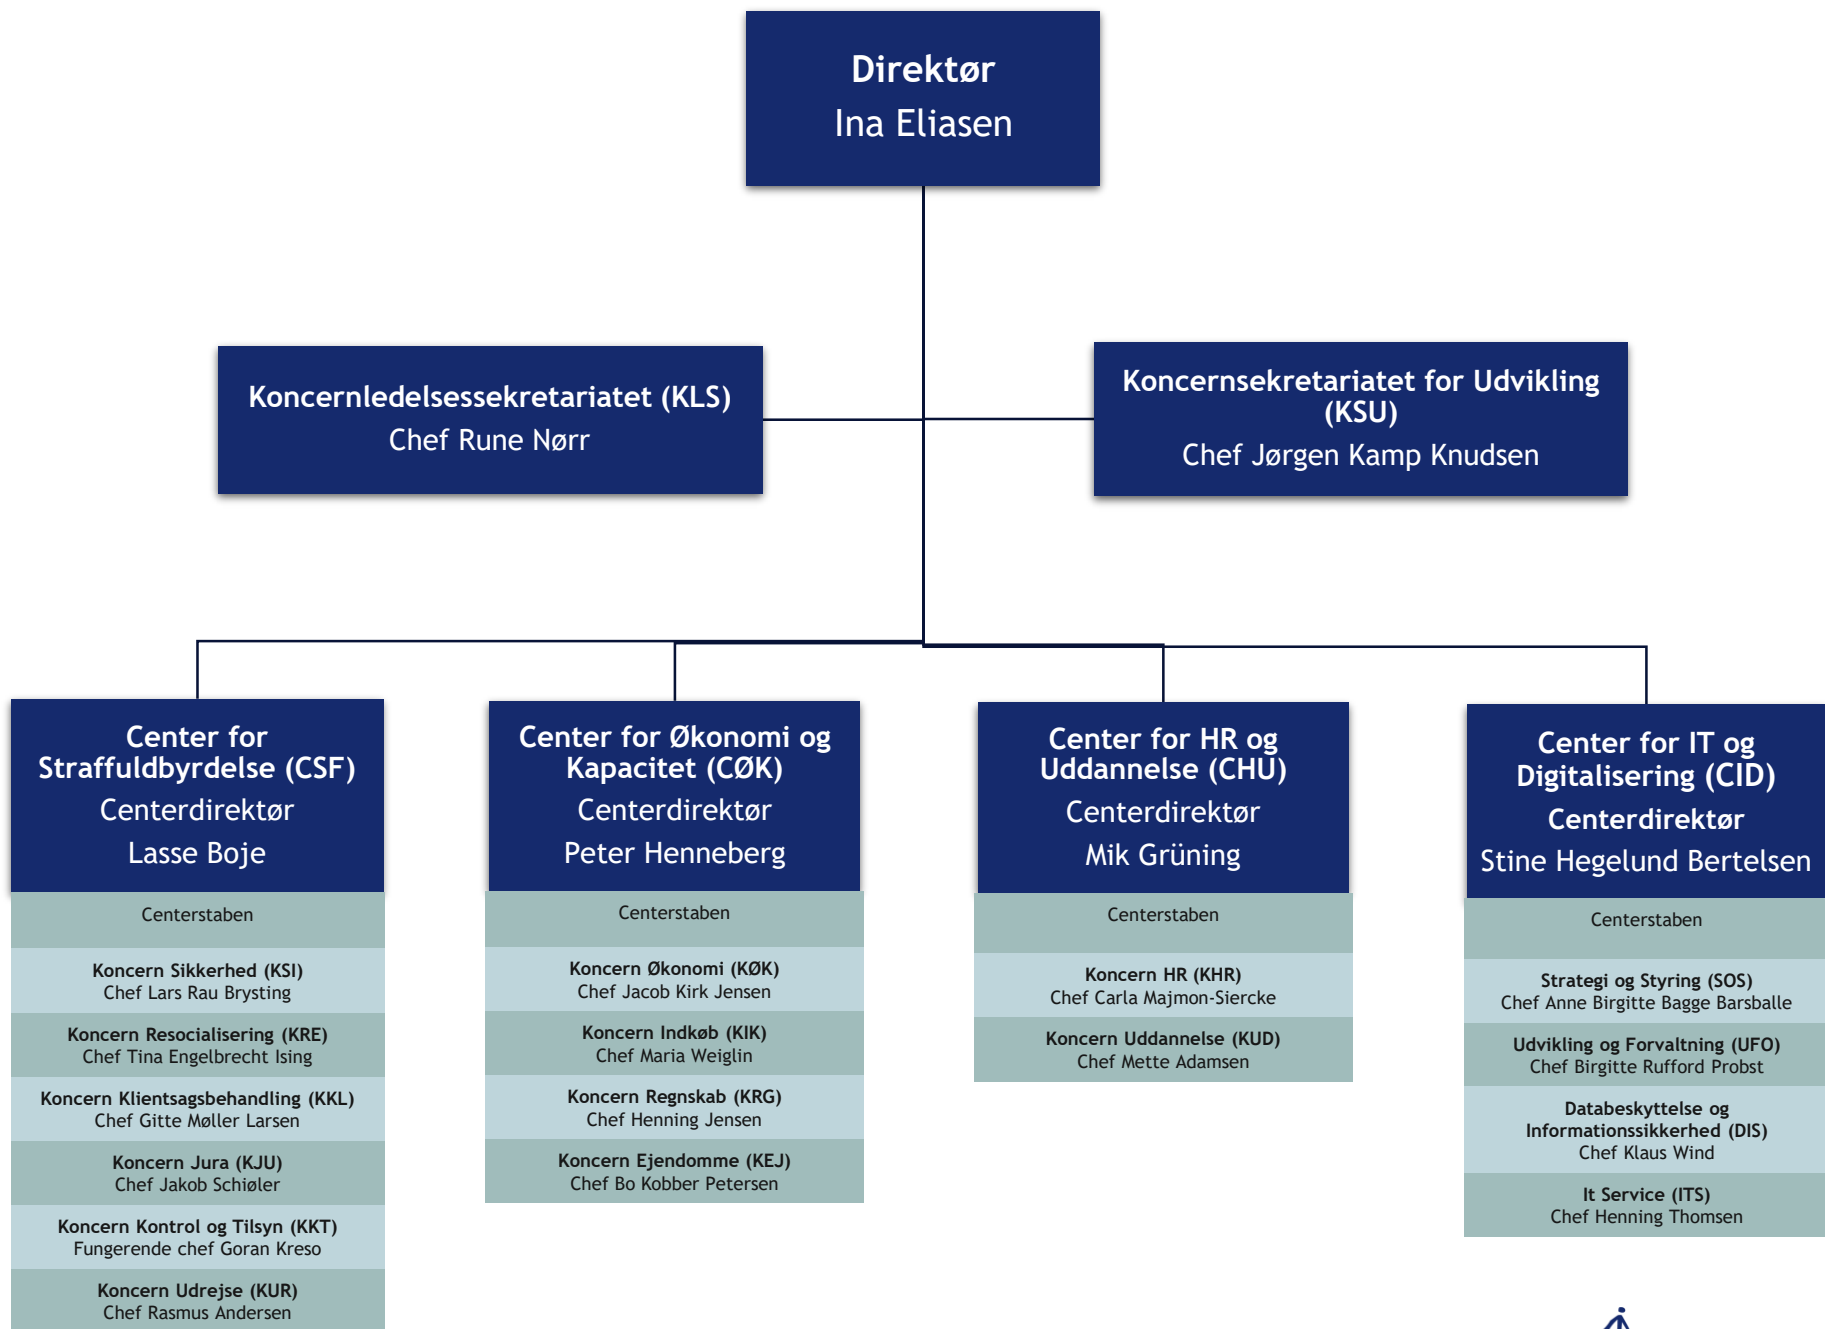 Direktør
Ina Eliasen
Koncernledelsessekretariatet (KLS)
Chef Rune Nørr
Koncernsekretariatet for Udvikling
(KSU)
Chef Jørgen Kamp Knudsen
Center for
Straffuldbyrdelse (CSF)
Centerdirektør
Lasse Boje
Centerstaben
Koncern Sikkerhed (KSI)
Chef Lars Rau Brysting
Koncern Resocialisering (KRE)
Chef Tina Engelbrecht Ising
Koncern Klientsagsbehandling (KKL)
Chef Gitte Møller Larsen
Koncern Jura (KJU)
Chef Jakob Schiøler
Koncern Kontrol og Tilsyn (KKT)
Fungerende chef Goran Kreso
Koncern Udrejse (KUR)
Chef Rasmus Andersen
Center for Økonomi og
Kapacitet (CØK)
Centerdirektør
Peter Henneberg
Centerstaben
Koncern Økonomi (KØK)
Chef Jacob Kirk Jensen
Koncern Indkøb (KIK)
Chef Maria Weiglin
Koncern Regnskab (KRG)
Chef Henning Jensen
Koncern Ejendomme (KEJ)
Chef Bo Kobber Petersen
Center for HR og
Uddannelse (CHU)
Centerdirektør
Mik Grüning
Centerstaben
Koncern HR (KHR)
Chef Carla Majmon-Siercke
Koncern Uddannelse (KUD)
Chef Mette Adamsen
Center for IT og
Digitalisering (CID)
Centerdirektør
Stine Hegelund Bertelsen
Centerstaben
Strategi og Styring (SOS)
Chef Anne Birgitte Bagge Barsballe
Udvikling og Forvaltning (UFO)
Chef Birgitte Rufford Probst
Databeskyttelse og
Informationssikkerhed (DIS)
Chef Klaus Wind
It Service (ITS)
Chef Henning Thomsen